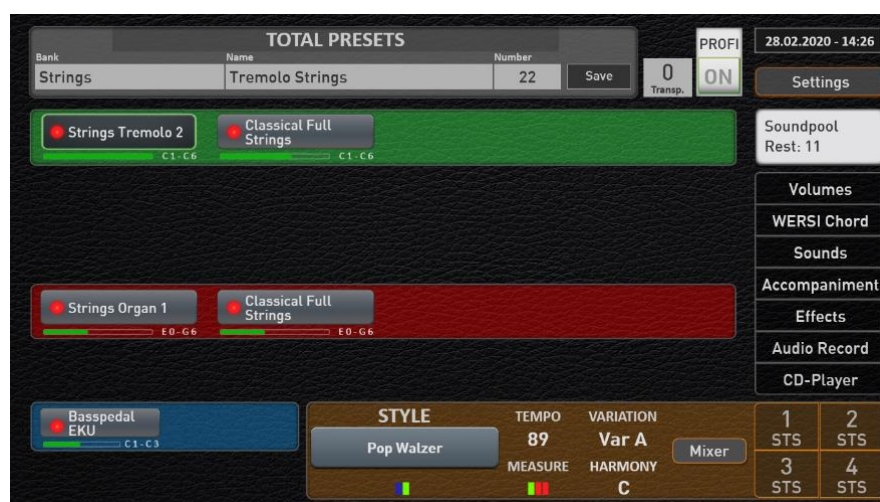 TOTAL PRESETS
Bank Name Number
Strings Tremolo Strings 22 Save
0
Transp.
PROFI
ON
28.02.2020 - 14:26
Settings
Strings Tremolo 2
C1-C6
Classical Full
Strings
C1-C6
Soundpool
Rest: 11
Volumes
WERSI Chord
Sounds
Accompaniment
Effects
Audio Record
CD-Player
Strings Organ 1
E0-G6
Classical Full
Strings
E0-G6
Basspedal
EKU
C1-C3
STYLE
Pop Walzer
TEMPO VARIATION
89 Var A
MEASURE HARMONY
C
Mixer
1 2
STS STS
3 4
STS STS